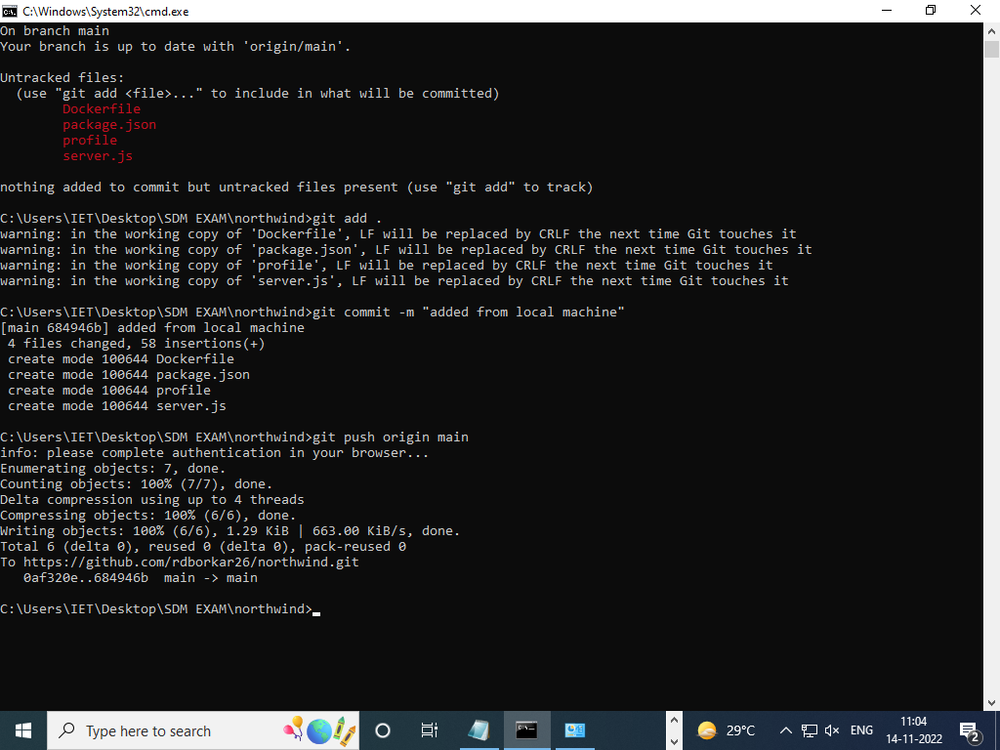 C:\Windows\System32\cmd.exe
On branch main
Your branch is up to date with 'origin/main'.
Untracked files:
  (use "git add <file>..." to include in what will be committed)
        Dockerfile
        package.json
        profile
        server.js
nothing added to commit but untracked files present (use "git add" to track)
C:\Users\IET\Desktop\SDM EXAM\northwind>git add .
warning: in the working copy of 'Dockerfile', LF will be replaced by CRLF the next time Git touches it
warning: in the working copy of 'package.json', LF will be replaced by CRLF the next time Git touches it
warning: in the working copy of 'profile', LF will be replaced by CRLF the next time Git touches it
warning: in the working copy of 'server.js', LF will be replaced by CRLF the next time Git touches it
C:\Users\IET\Desktop\SDM EXAM\northwind>git commit -m "added from local machine"
[main 684946b] added from local machine
 4 files changed, 58 insertions(+)
 create mode 100644 Dockerfile
 create mode 100644 package.json
 create mode 100644 profile
 create mode 100644 server.js
C:\Users\IET\Desktop\SDM EXAM\northwind>git push origin main
info: please complete authentication in your browser...
Enumerating objects: 7, done.
Counting objects: 100% (7/7), done.
Delta compression using up to 4 threads
Compressing objects: 100% (6/6), done.
Writing objects: 100% (6/6), 1.29 KiB | 663.00 KiB/s, done.
Total 6 (delta 0), reused 0 (delta 0), pack-reused 0
To https://github.com/rdborkar26/northwind.git
   0af320e..684946b  main -> main
C:\Users\IET\Desktop\SDM EXAM\northwind>
Type here to search
29°C
ENG
11:04
14-11-2022
2